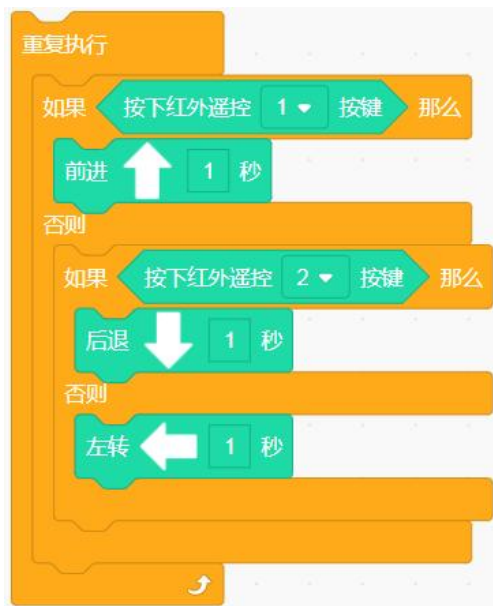 重复执行
如果 按下红外遥控 1 按键 那么
前进 1 秒
否则
如果 按下红外遥控 2 按键 那么
后退 1 秒
否则
左转 1 秒